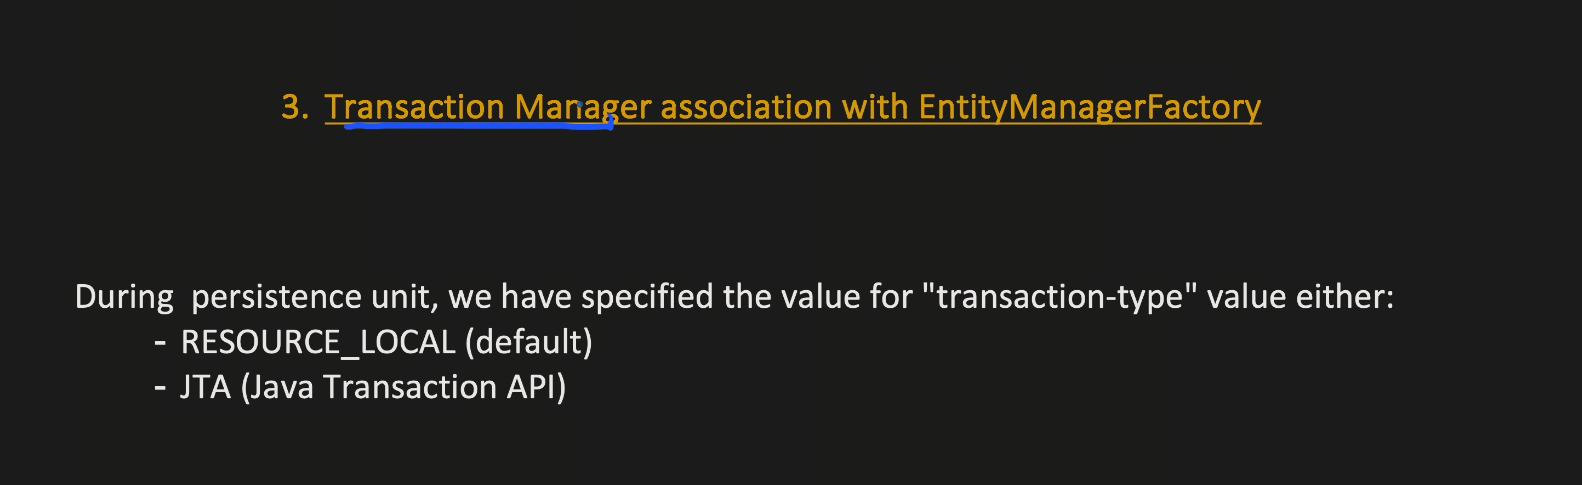 3. Transaction Manager association with EntityManagerFactory
During  persistence unit, we have specified the value for "transaction-type" value either:
- RESOURCE_LOCAL (default)
- JTA (Java Transaction API)